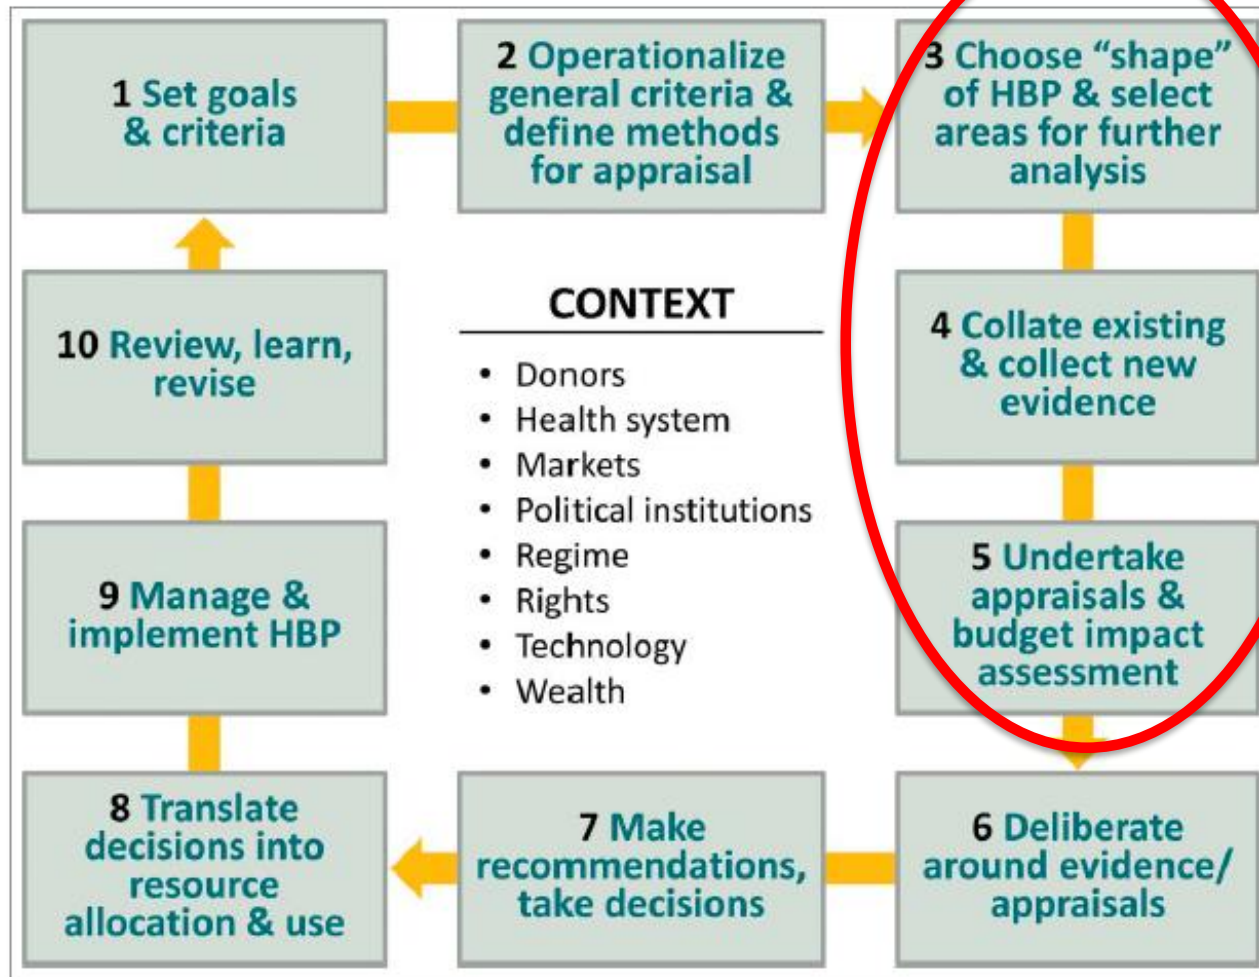 1 Set goals
& criteria
2 Operationalize
general criteria &
define methods
for appraisal
3 Choose “shape”
of HBP & select
areas for further
analysis
4 Collate existing
& collect new
evidence
5 Undertake
appraisals &
budget impact
assessment
6 Deliberate
around evidence/
appraisals
7 Make
recommendations,
take decisions
8 Translate
decisions into
resource
allocation & use
9 Manage &
implement HBP
10 Review, learn,
revise
CONTEXT
• Donors
• Health system
• Markets
• Political institutions
• Regime
• Rights
• Technology
• Wealth